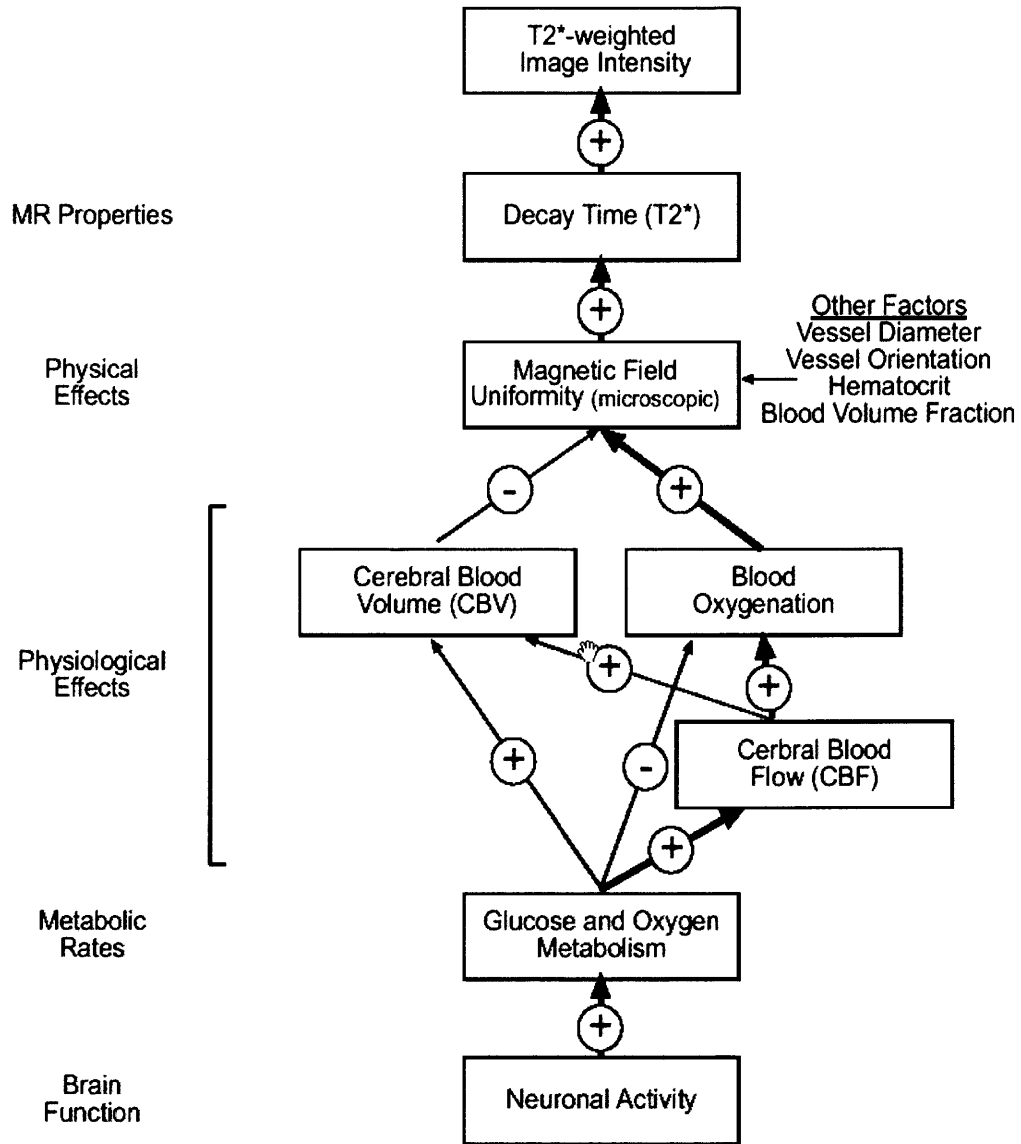 T2*-weighted
Image Intensity
+
MR Properties
Decay Time (T2*)
+
Other Factors
Vessel Diameter
Vessel Orientation
Hematocrit
Blood Volume Fraction
Physical
Effects
Magnetic Field
Uniformity (microscopic)
-
+
Cerebral Blood
Volume (CBV)
Blood
Oxygenation
Physiological
Effects
+
+
+
-
Cerbral Blood
Flow (CBF)
+
Metabolic
Rates
Glucose and Oxygen
Metabolism
+
Brain
Function
Neuronal Activity